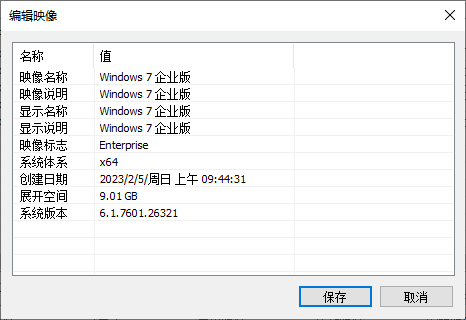 编辑映像
名称 值
映像名称 Windows 7 企业版
映像说明 Windows 7 企业版
显示名称 Windows 7 企业版
显示说明 Windows 7 企业版
映像标志 Enterprise
系统体系 x64
创建日期 2023/2/5/周日 上午 09:44:31
展开空间 9.01 GB
系统版本 6.1.7601.26321
保存 取消